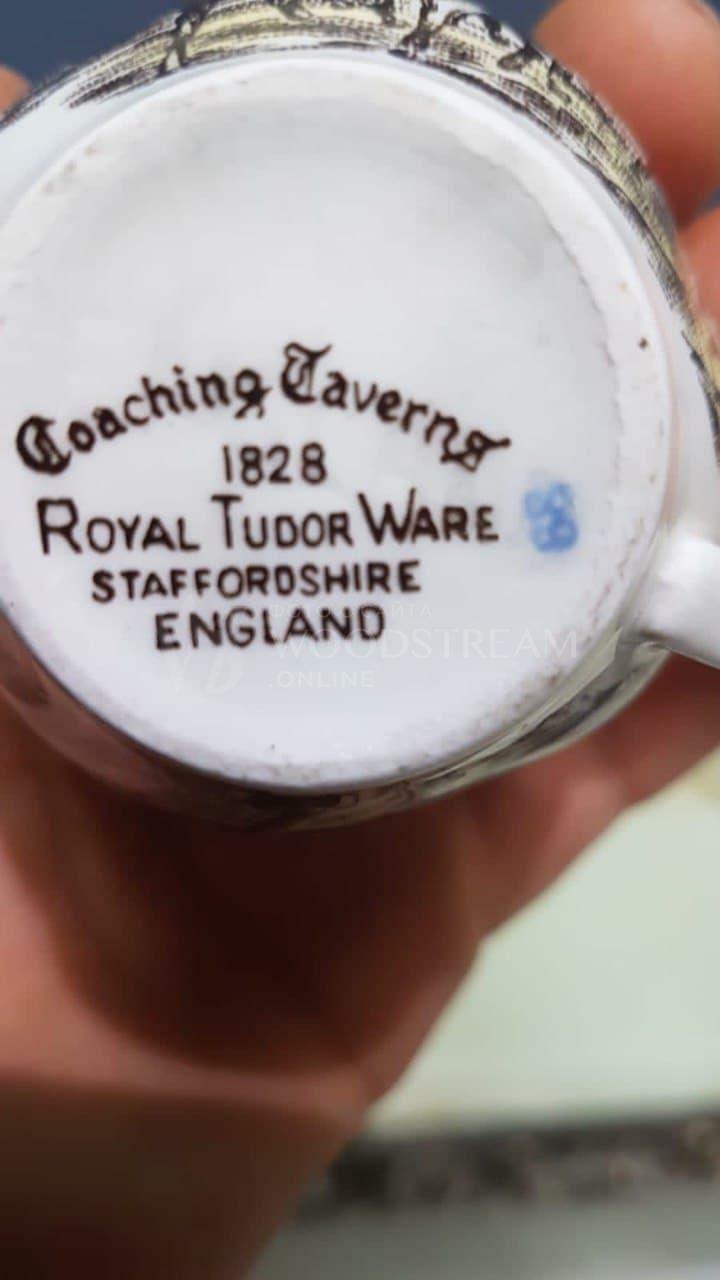 Coaching Taverns
1828
ROYAL TUDOR WARE
STAFFORDSHIRE
ENGLAND
WOODSTREAM
.ONLINE